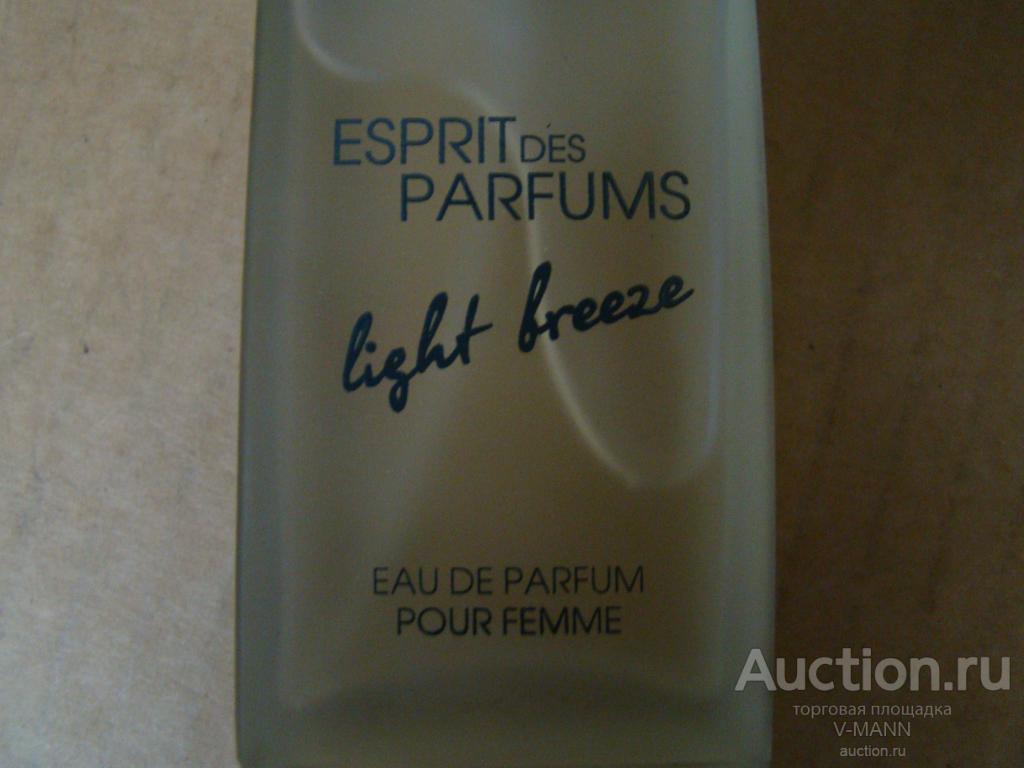 ESPRIT DES
PARFUMS
light breeze
EAU DE PARFUM
POUR FEMME
Auction.ru
торговая площадка
V-MANN
auction.ru